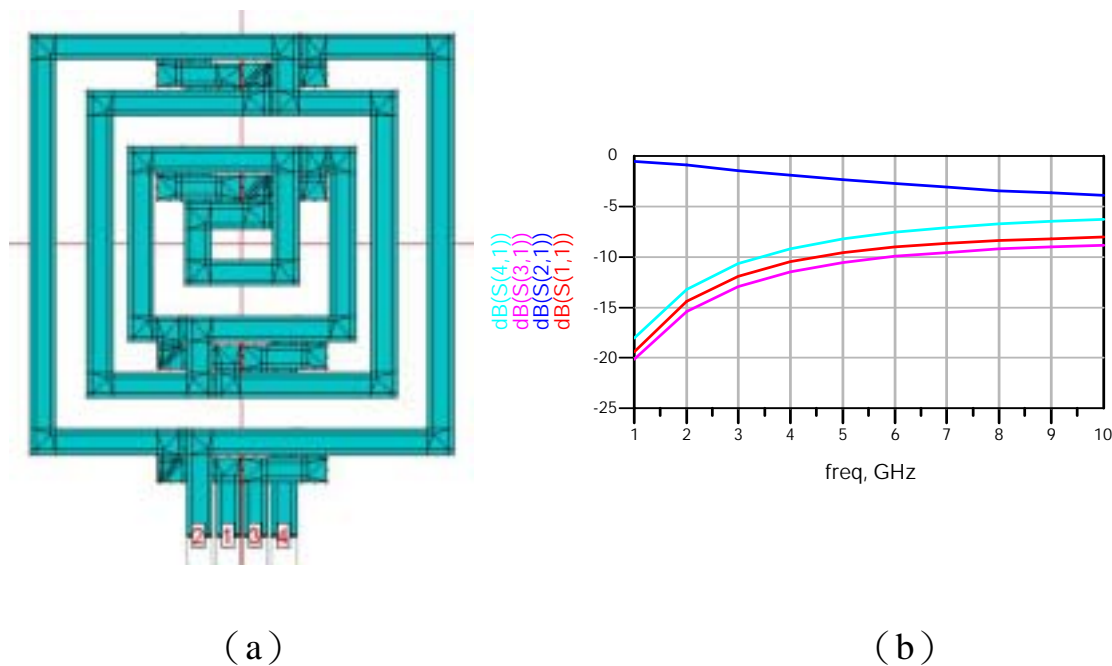 2 1 3 4
dB(S(4,1))
dB(S(3,1))
dB(S(2,1))
dB(S(1,1))
0
-5
-10
-15
-20
-25
1 2 3 4 5 6 7 8 9 10
freq, GHz
（a） （b）